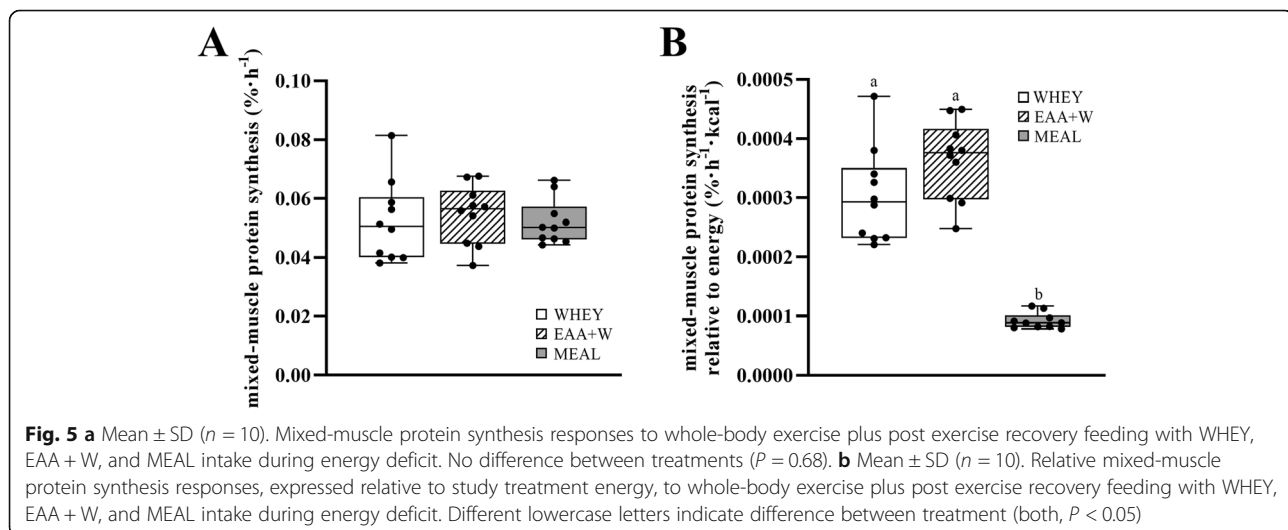 A
mixed-muscle protein synthesis (%·h⁻¹)
0.10
0.08
0.06
0.04
0.02
0.00
WHEY
EAA+W
MEAL
B
mixed-muscle protein synthesis
relative to energy (%·h⁻¹·kcal⁻¹)
0.0005
0.0004
0.0003
0.0002
0.0001
0.0000
a
a
b
WHEY
EAA+W
MEAL
Fig. 5 a Mean ± SD (n = 10). Mixed-muscle protein synthesis responses to whole-body exercise plus post exercise recovery feeding with WHEY,
EAA + W, and MEAL intake during energy deficit. No difference between treatments (P = 0.68). b Mean ± SD (n = 10). Relative mixed-muscle
protein synthesis responses, expressed relative to study treatment energy, to whole-body exercise plus post exercise recovery feeding with WHEY,
EAA + W, and MEAL intake during energy deficit. Different lowercase letters indicate difference between treatment (both, P < 0.05)